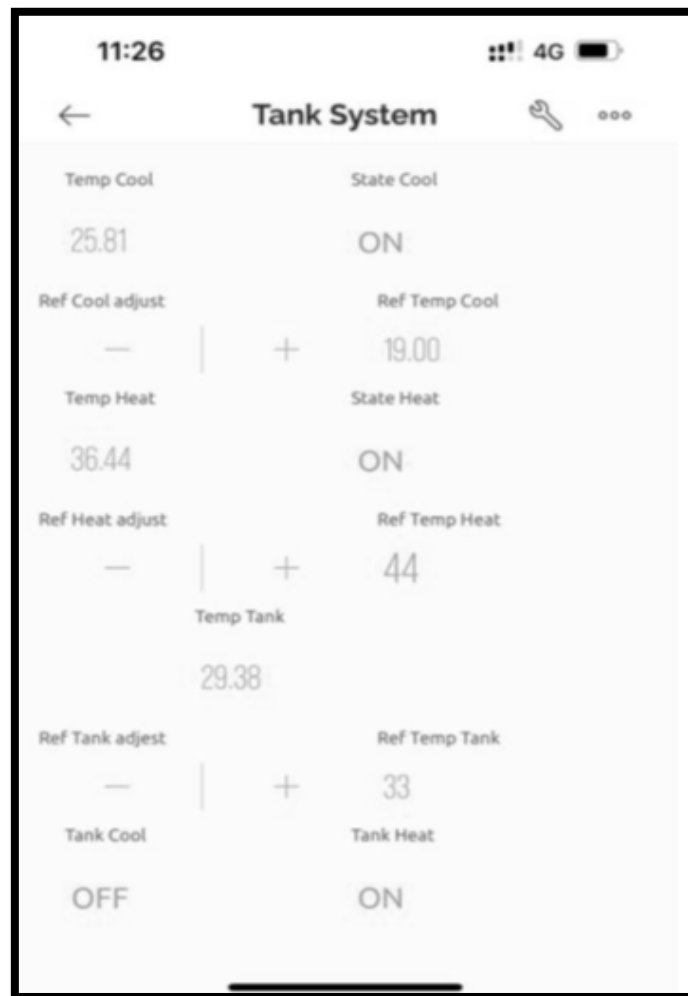 11:26 4G
Tank System
Temp Cool State Cool
25.81 ON
Ref Cool adjust Ref Temp Cool
— + 19.00
Temp Heat State Heat
36.44 ON
Ref Heat adjust Ref Temp Heat
— + 44
Temp Tank
29.38
Ref Tank adjest Ref Temp Tank
— + 33
Tank Cool Tank Heat
OFF ON